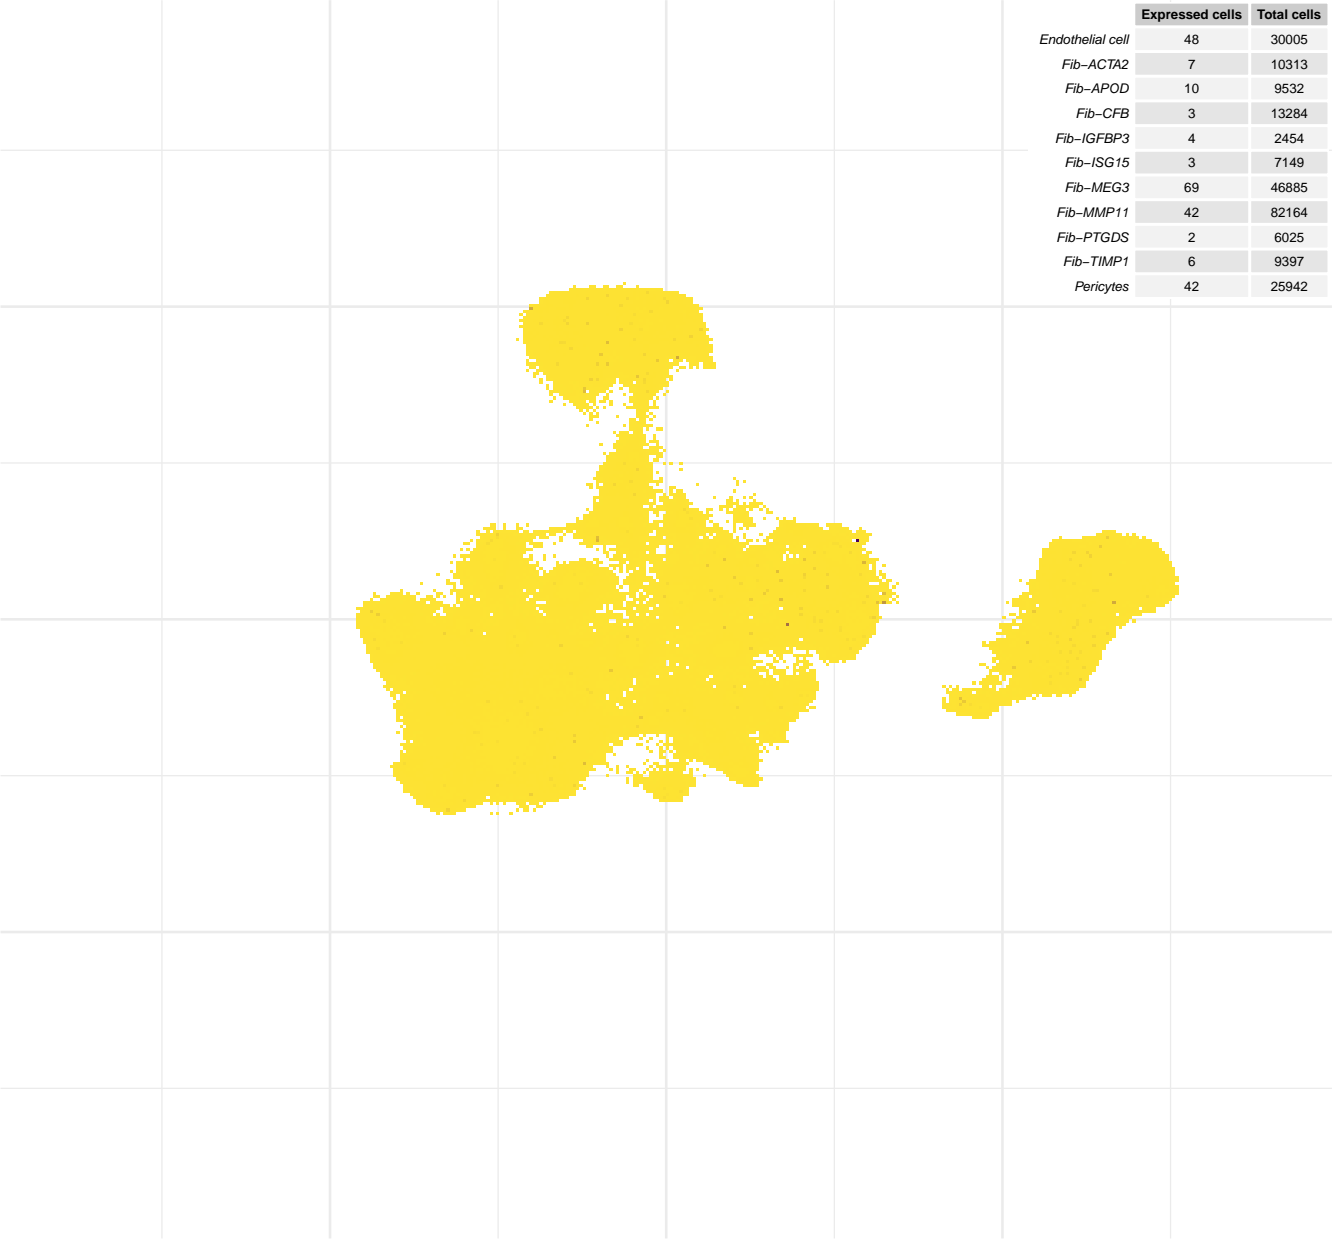 Expressed cells Total cells
Endothelial cell 48 30005
Fib−ACTA2 7 10313
Fib−APOD 10 9532
Fib−CFB 3 13284
Fib−IGFBP3 4 2454
Fib−ISG15 3 7149
Fib−MEG3 69 46885
Fib−MMP11 42 82164
Fib−PTGDS 2 6025
Fib−TIMP1 6 9397
Pericytes 42 25942